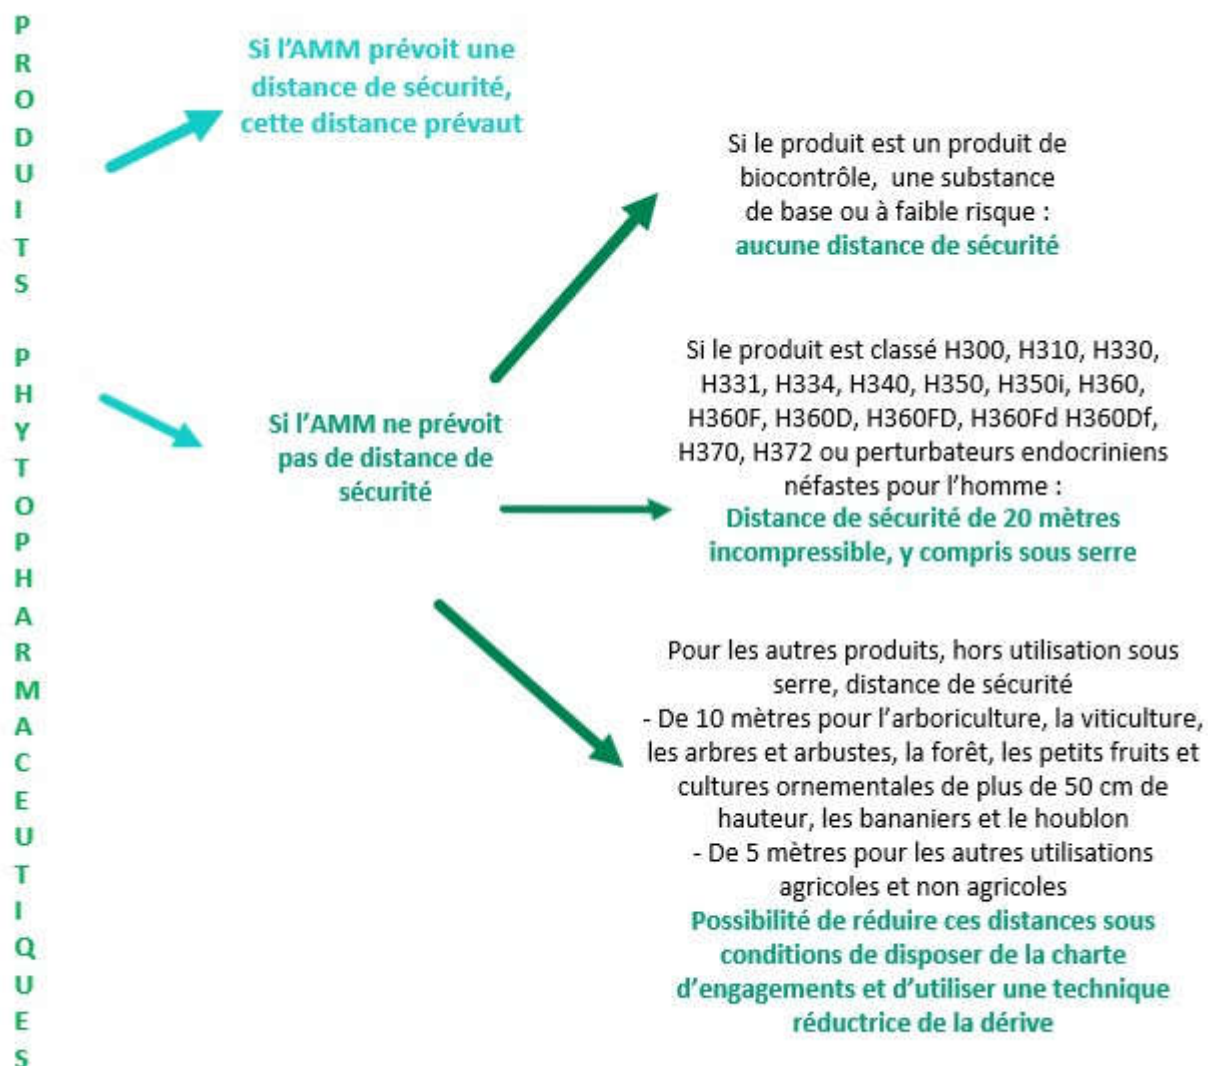 PRODUITS PHYTOPHARMACEUTIQUES
Si l’AMM prévoit une
distance de sécurité,
cette distance prévaut
Si l’AMM ne prévoit
pas de distance de
sécurité
Si le produit est un produit de
biocontrôle, une substance
de base ou à faible risque :
aucune distance de sécurité
Si le produit est classé H300, H310, H330,
H331, H334, H340, H350, H350i, H360,
H360F, H360D, H360FD, H360Fd H360Df,
H370, H372 ou perturbateurs endocriniens
néfastes pour l’homme :
Distance de sécurité de 20 mètres
incompressible, y compris sous serre
Pour les autres produits, hors utilisation sous
serre, distance de sécurité
- De 10 mètres pour l’arboriculture, la viticulture,
les arbres et arbustes, la forêt, les petits fruits et
cultures ornementales de plus de 50 cm de
hauteur, les bananiers et le houblon
- De 5 mètres pour les autres utilisations
agricoles et non agricoles
Possibilité de réduire ces distances sous
conditions de disposer de la charte
d’engagements et d’utiliser une technique
réductrice de la dérive